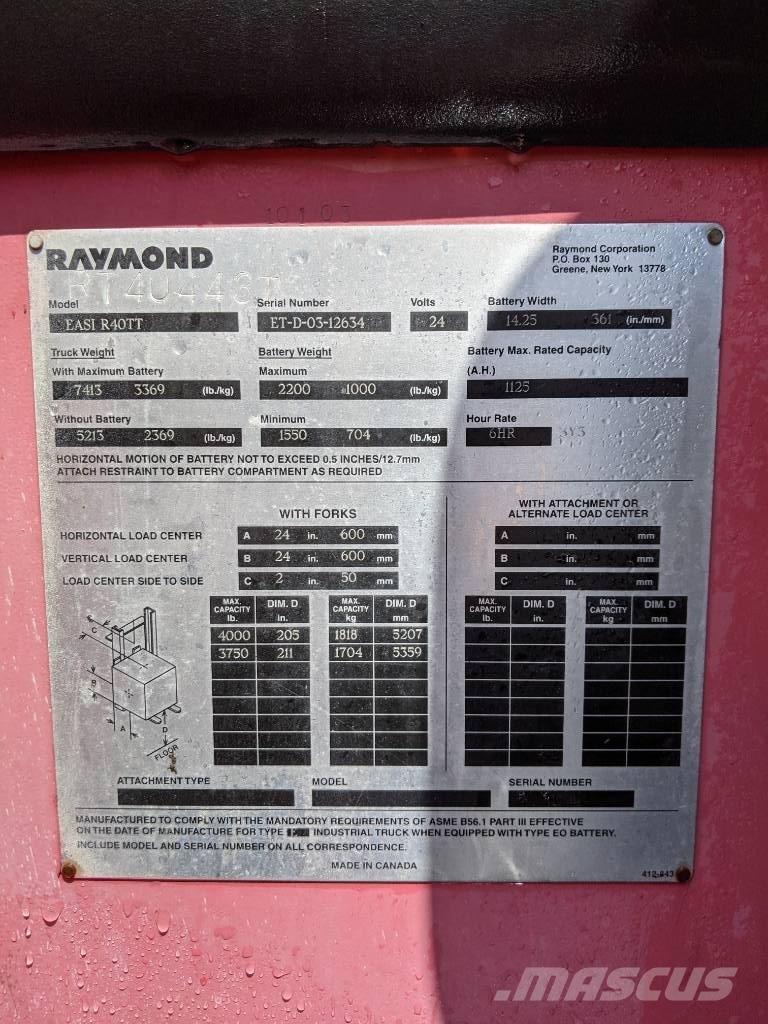 10 1 03
RAYMOND
Raymond Corporation
P.O. Box 130
Greene, New York 13778
Model
Serial Number
Volts
Battery Width
EASI R40TT
ET-D-03-12634
24
14.25 361 (in./mm)
Truck Weight
Battery Weight
Battery Max. Rated Capacity
With Maximum Battery
Maximum
(A.H.)
7413 3369 (lb./kg)
2200 1000 (lb./kg)
1125
Without Battery
Minimum
Hour Rate
5213 2369 (lb./kg)
1550 704 (lb./kg)
6HR
HORIZONTAL MOTION OF BATTERY NOT TO EXCEED 0.5 INCHES/12.7mm
ATTACH RESTRAINT TO BATTERY COMPARTMENT AS REQUIRED
WITH FORKS
WITH ATTACHMENT OR
ALTERNATE LOAD CENTER
HORIZONTAL LOAD CENTER A 24 in. 600 mm A in. mm
VERTICAL LOAD CENTER B 24 in. 600 mm B in. mm
LOAD CENTER SIDE TO SIDE C 2 in. 50 mm C in. mm
MAX. CAPACITY lb. DIM. D in. MAX. CAPACITY kg DIM. D mm MAX. CAPACITY lb. DIM. D in. MAX. CAPACITY kg DIM. D mm
4000 205 1818 5207
3750 211 1704 5359
C
B
A
D
FLOOR
ATTACHMENT TYPE
MODEL
SERIAL NUMBER
MANUFACTURED TO COMPLY WITH THE MANDATORY REQUIREMENTS OF ASME B56.1 PART III EFFECTIVE
ON THE DATE OF MANUFACTURE FOR TYPE INDUSTRIAL TRUCK WHEN EQUIPPED WITH TYPE EO BATTERY.
INCLUDE MODEL AND SERIAL NUMBER ON ALL CORRESPONDENCE.
MADE IN CANADA
MASCUS